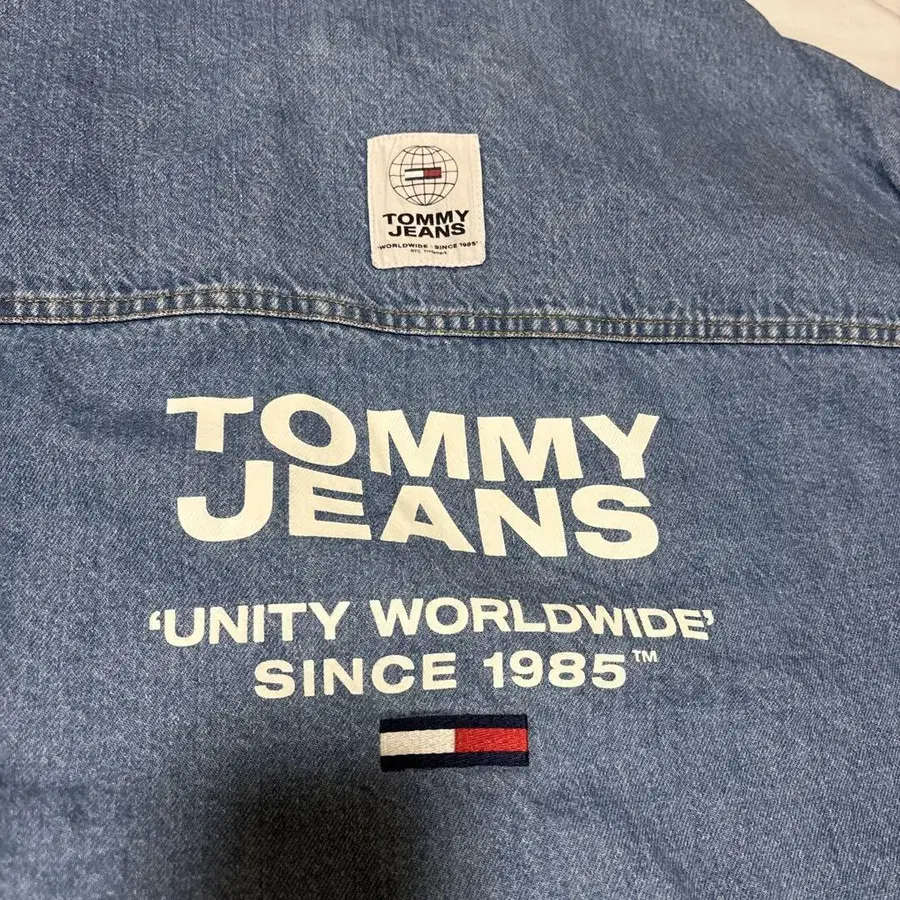 TOMMY
JEANS
'WORLDWIDE · SINCE 1985'
TOMMY
JEANS
‘UNITY WORLDWIDE’
SINCE 1985™